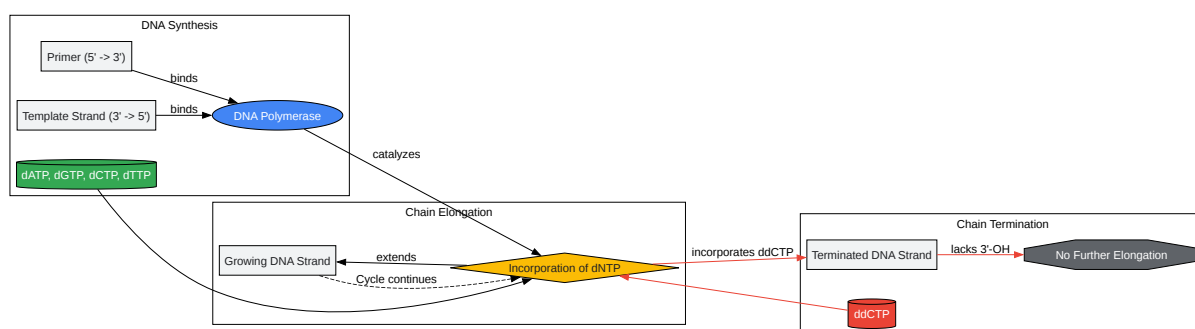 DNA Synthesis
Primer (5' -> 3')
binds
Template Strand (3' -> 5')
binds
DNA Polymerase
dATP, dGTP, dCTP, dTTP
catalyzes
Chain Elongation
Growing DNA Strand
extends
Cycle continues
Incorporation of dNTP
incorporates ddCTP
Chain Termination
Terminated DNA Strand
lacks 3'-OH
No Further Elongation
ddCTP